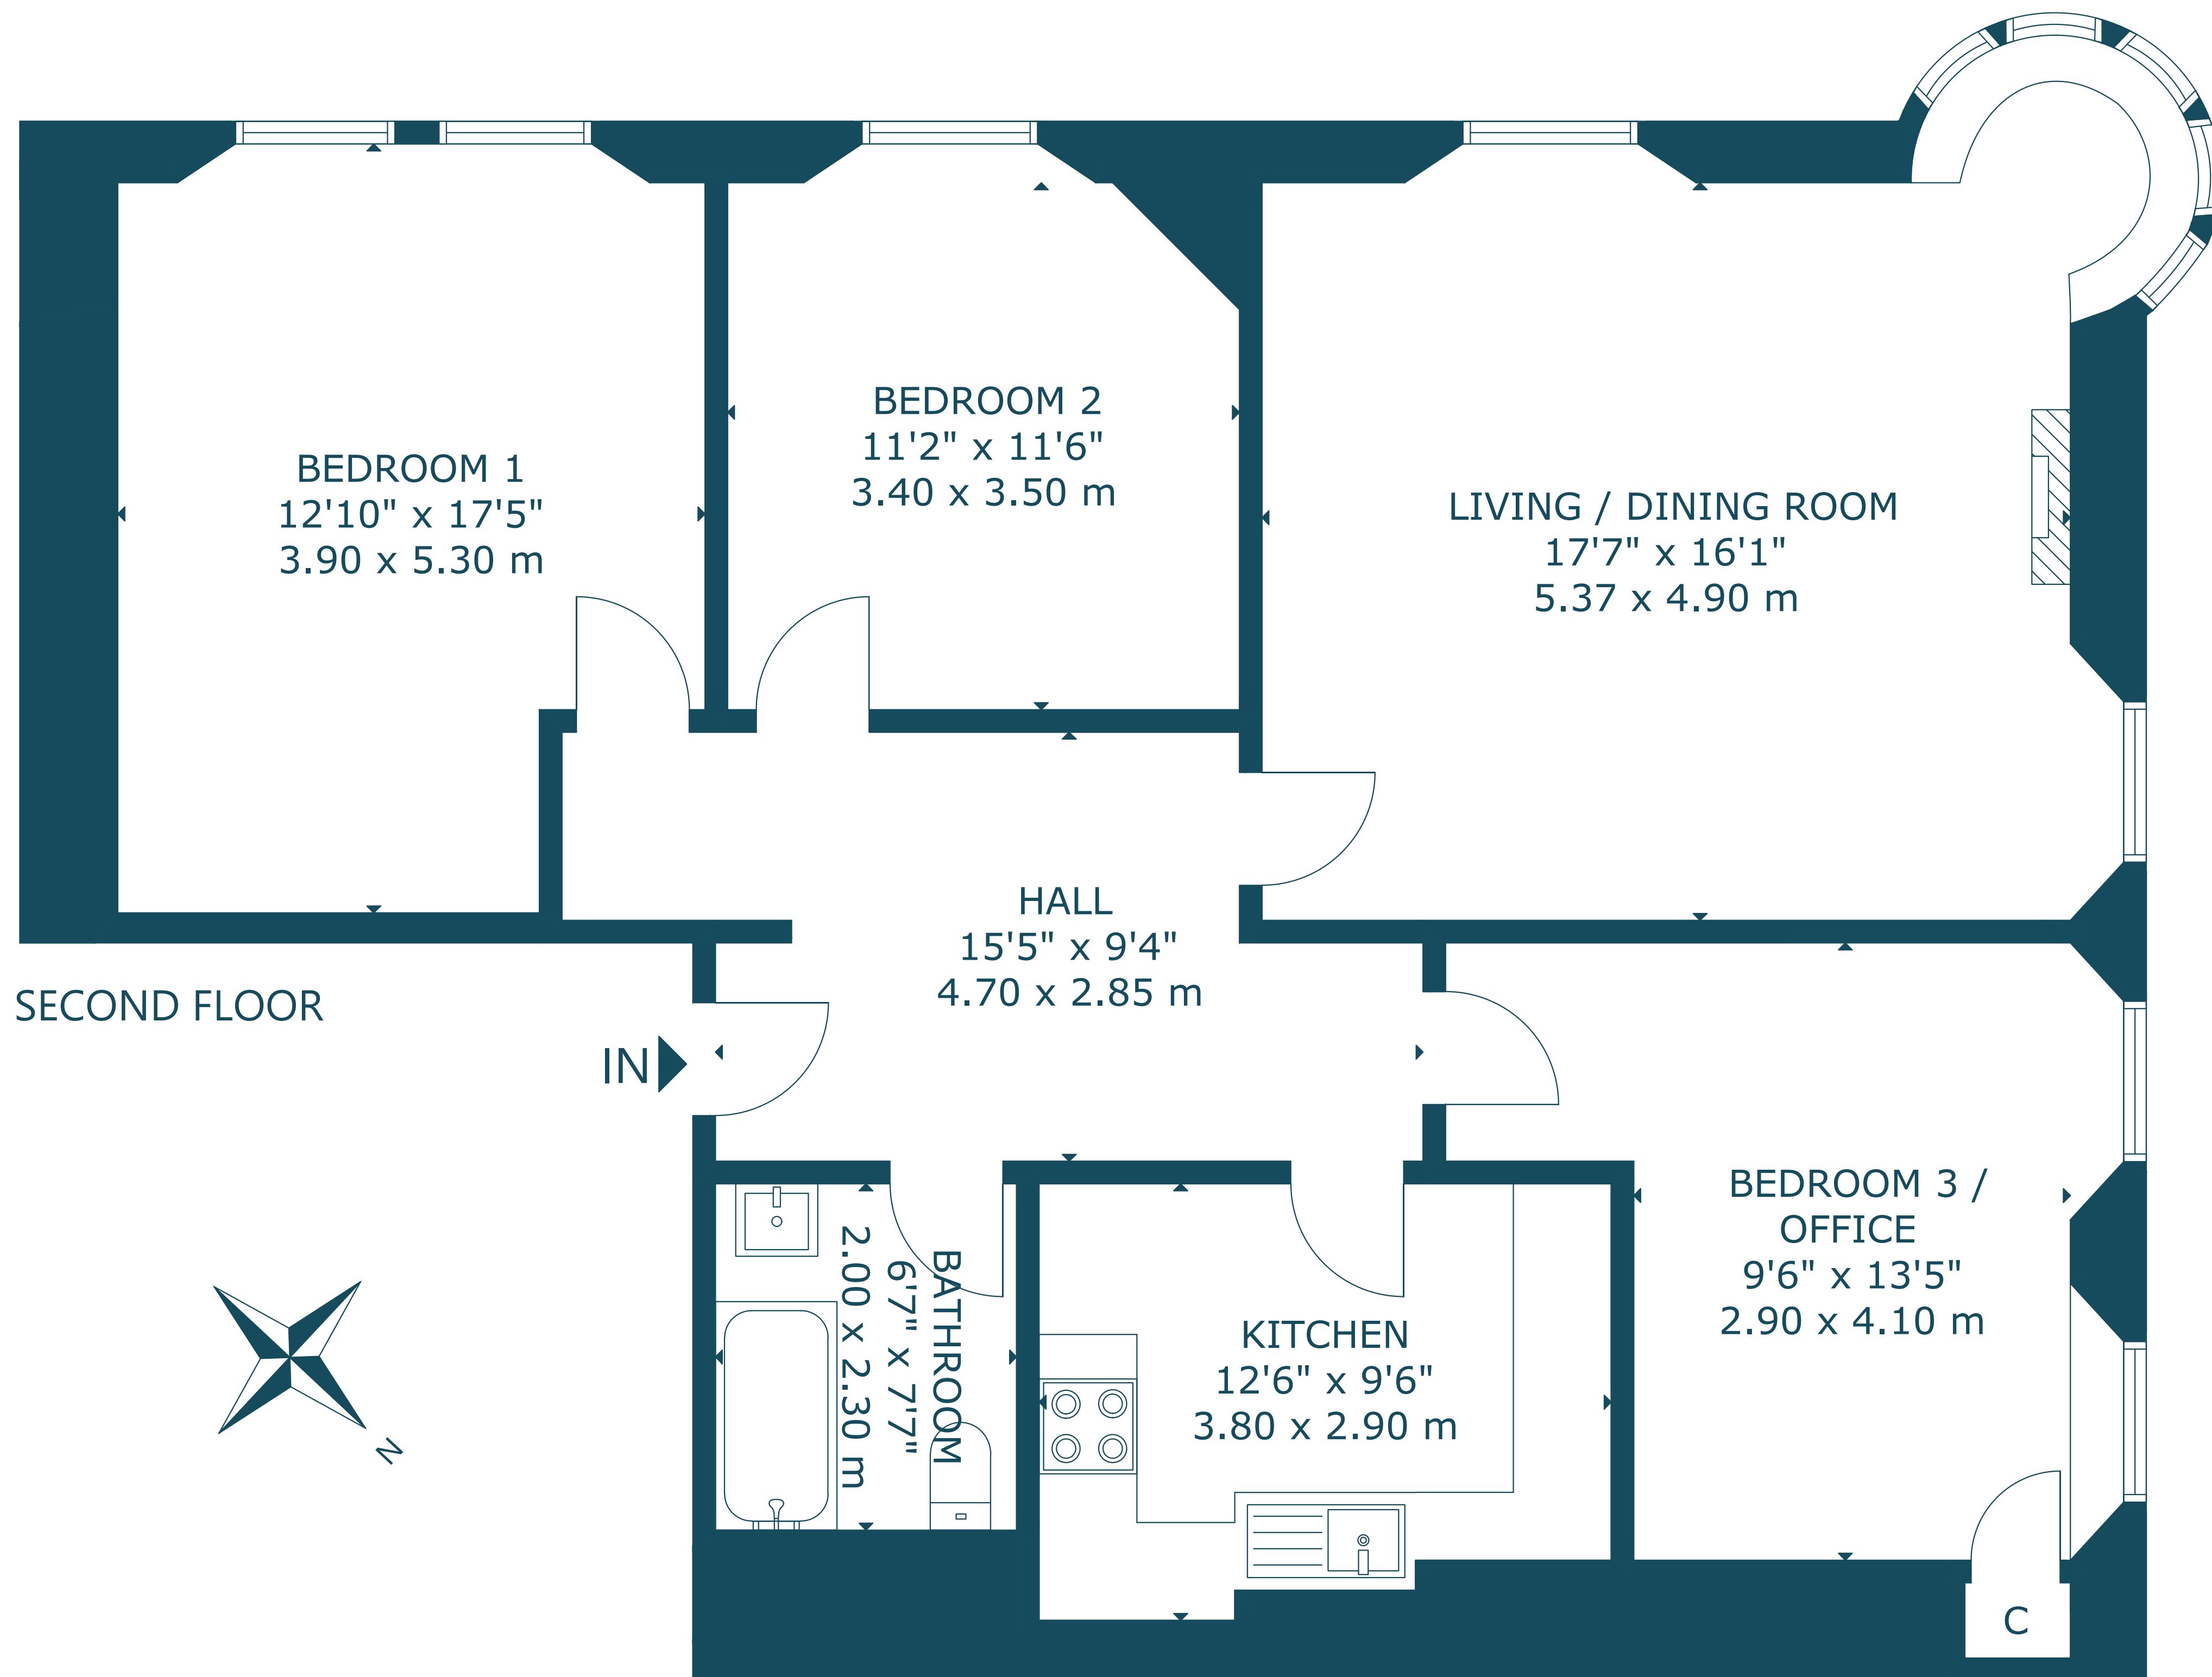 BEDROOM 1
12'10" x 17'5"
3.90 x 5.30 m
BEDROOM 2
11'2" x 11'6"
3.40 x 3.50 m
LIVING / DINING ROOM
17'7" x 16'1"
5.37 x 4.90 m
HALL
15'5" x 9'4"
4.70 x 2.85 m
SECOND FLOOR
IN
BEDROOM 3 /
OFFICE
9'6" x 13'5"
2.90 x 4.10 m
BATHROOM
6'7" x 7'7"
2.00 x 2.30 m
KITCHEN
12'6" x 9'6"
3.80 x 2.90 m
N
C